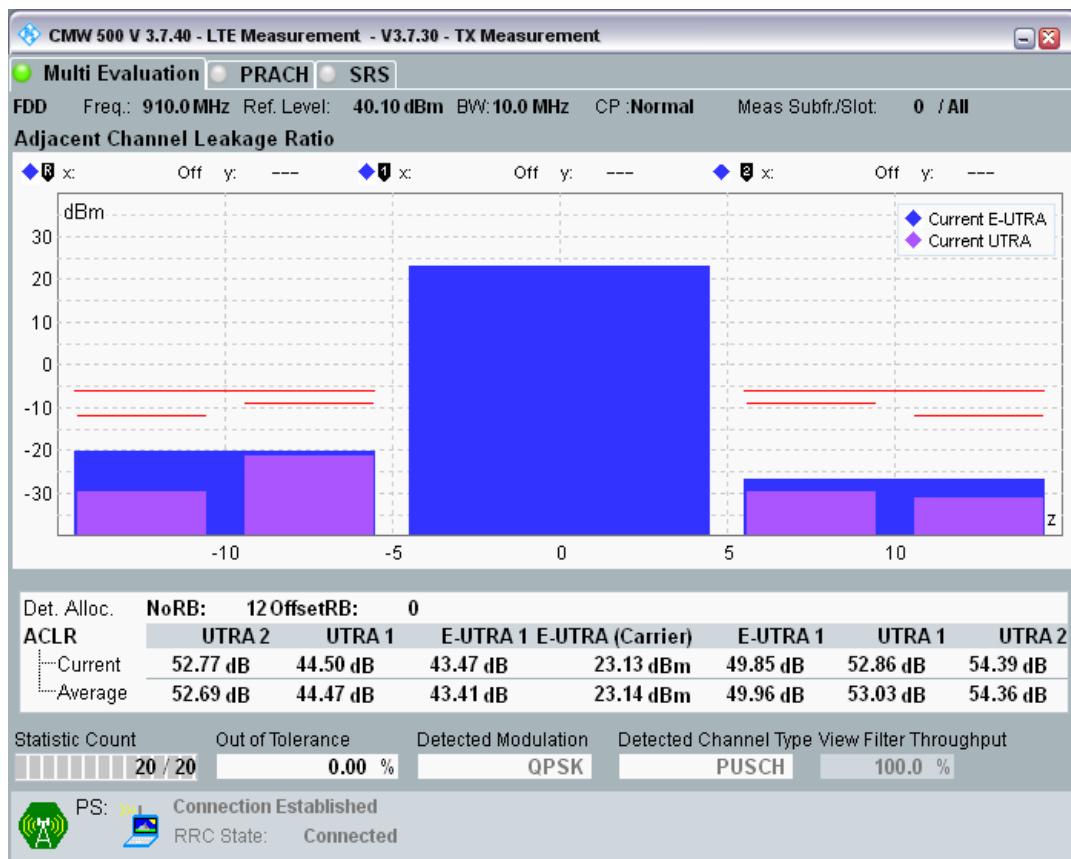 CMW 500 V 3.7.40 - LTE Measurement - V3.7.30 - TX Measurement
Multi Evaluation PRACH SRS
FDD Freq.: 910.0 MHz Ref. Level: 40.10 dBm BW: 10.0 MHz CP :Normal Meas Subfr./Slot: 0 / All
Adjacent Channel Leakage Ratio
R x: Off y: --- 1 x: Off y: --- 2 x: Off y: ---
dBm
Current E-UTRA
Current UTRA
30
20
10
0
-10
-20
-30
z
-10 -5 0 5 10
Det. Alloc. NoRB: 12 OffsetRB: 0
ACLR UTRA 2 UTRA 1 E-UTRA 1 E-UTRA (Carrier) E-UTRA 1 UTRA 1 UTRA 2
Current 52.77 dB 44.50 dB 43.47 dB 23.13 dBm 49.85 dB 52.86 dB 54.39 dB
Average 52.69 dB 44.47 dB 43.41 dB 23.14 dBm 49.96 dB 53.03 dB 54.36 dB
Statistic Count Out of Tolerance Detected Modulation Detected Channel Type View Filter Throughput
20 / 20 0.00 % QPSK PUSCH 100.0 %
PS: Connection Established
RRC State: Connected